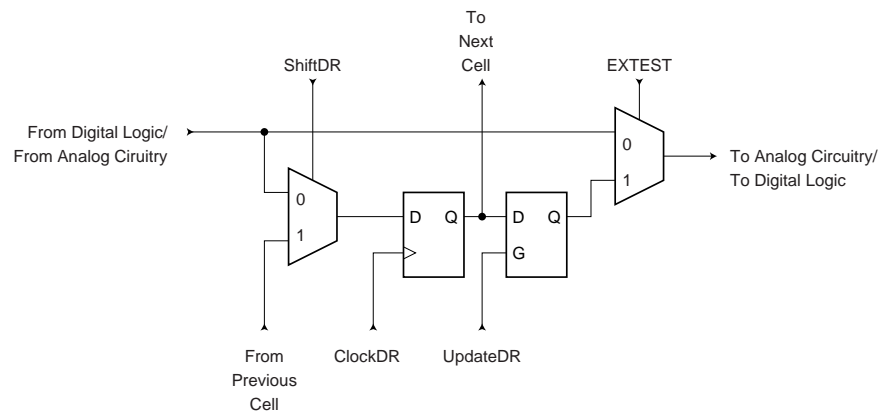 To
Next
Cell
ShiftDR
EXTEST
From Digital Logic/
From Analog Ciruitry
0
1
To Analog Circuitry/
To Digital Logic
0
1
D Q
D Q
G
From
Previous
Cell
ClockDR
UpdateDR